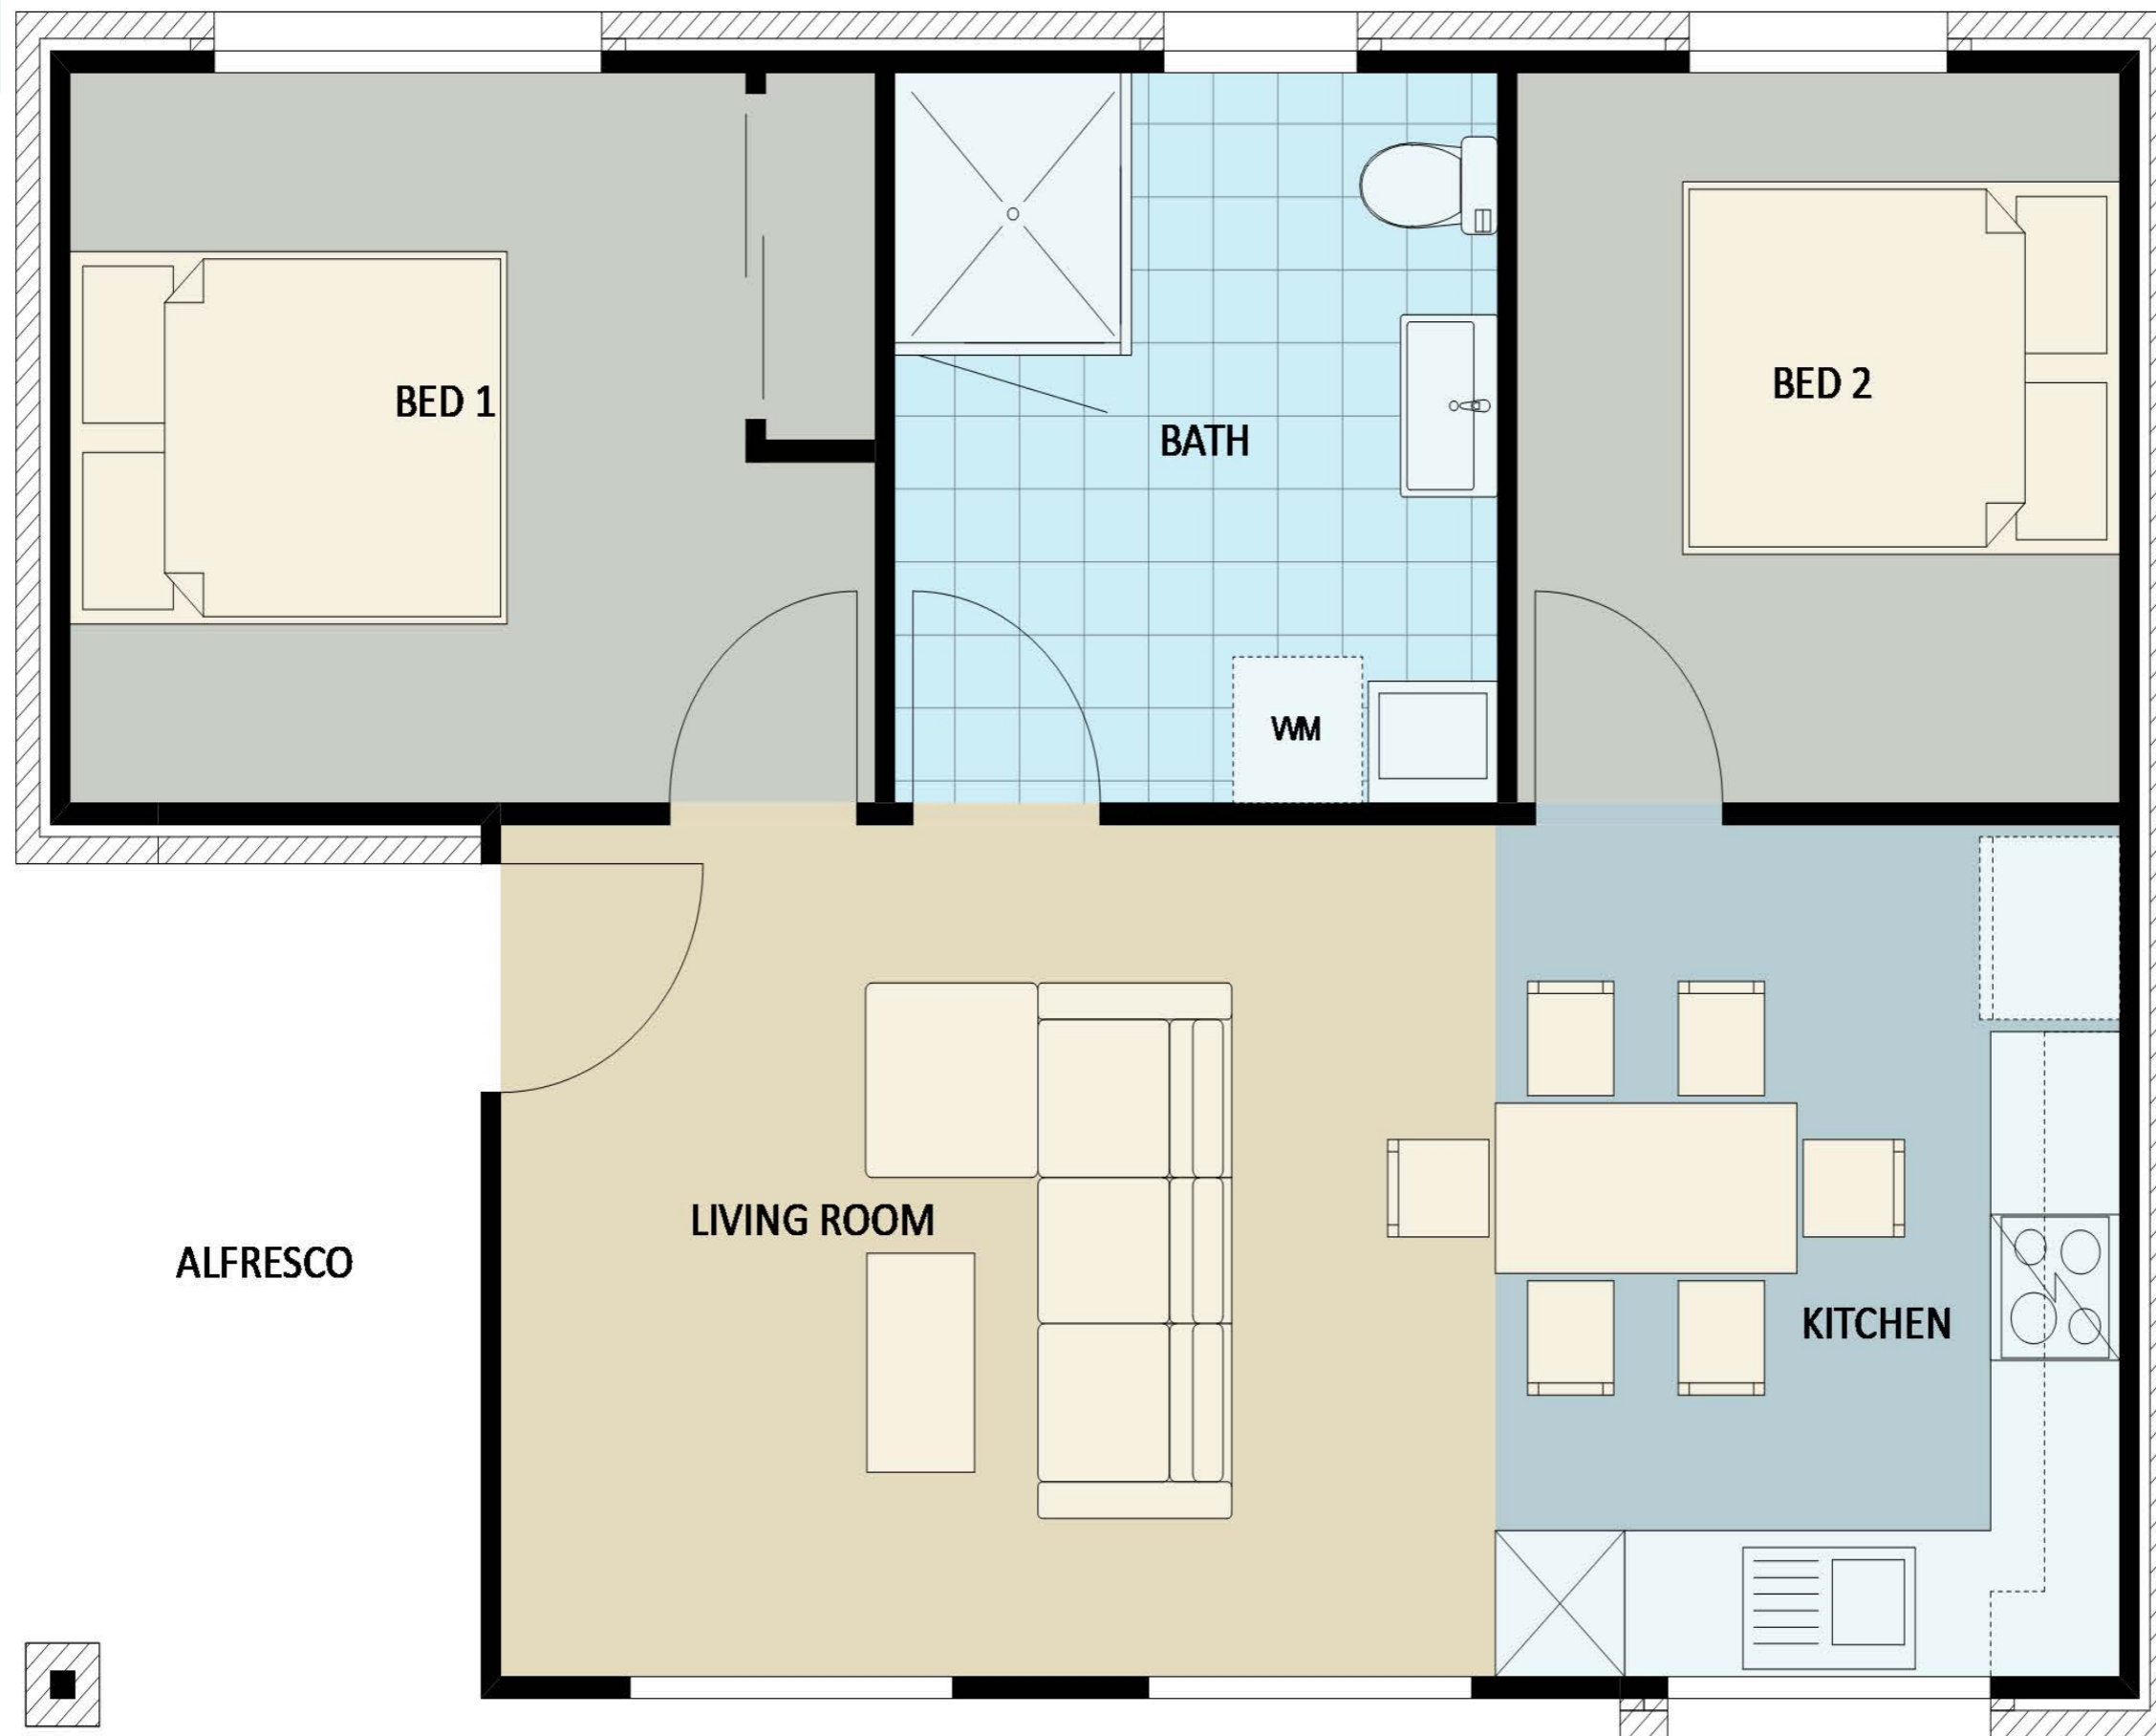 BED 1
BATH
BED 2
WM
LIVING ROOM
ALFRESCO
KITCHEN